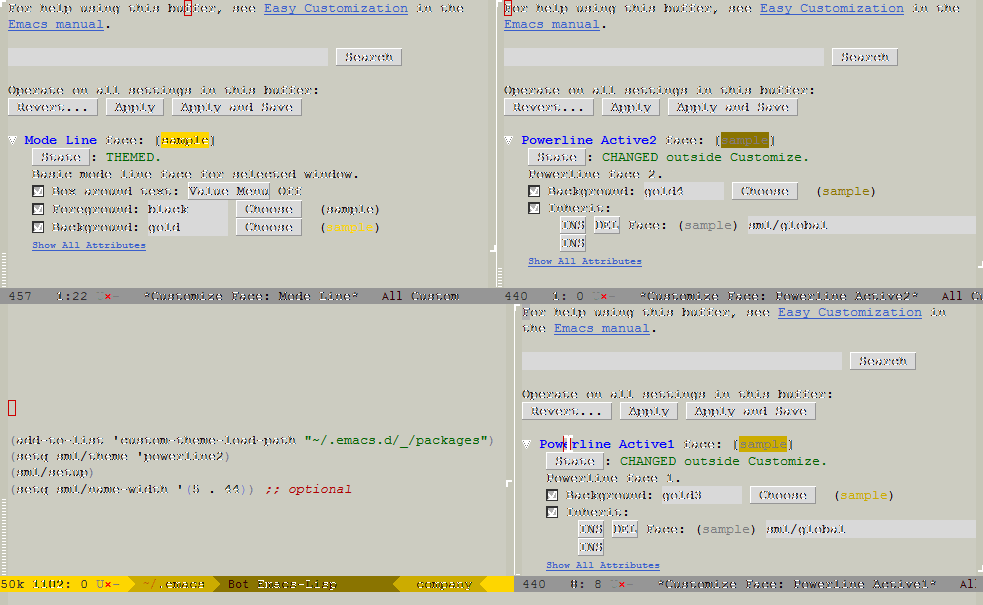 For help using this buffer, see Easy Customization in the
Emacs manual.
Search
Operate on all settings in this buffer:
Revert... Apply Apply and Save
Mode Line face: (sample)
State : THEMED.
Basic mode line face for selected window.
Box around text: Value Menu Off
Foreground: black Choose (sample)
Background: gold Choose (sample)
Show All Attributes
457 1:22 U×- *Customize Face: Mode Line* All Custom
For help using this buffer, see Easy Customization in the
Emacs manual.
Search
Operate on all settings in this buffer:
Revert... Apply Apply and Save
Powerline Active2 face: (sample)
State : CHANGED outside Customize.
Powerline face 2.
Background: gold4 Choose (sample)
Inherit:
INS DEL Face: (sample) sml/global
INS
Show All Attributes
440 1: 0 U×- *Customize Face: Powerline Active2* All Cu
(add-to-list 'custom-theme-load-path "~/.emacs.d/_/packages")
(setq sml/theme 'powerline2)
(sml/setup)
(setq sml/name-width '(5 . 44)) ;; optional
50k 1102: 0 U×- ~/.emacs Bot Emacs-Lisp company
For help using this buffer, see Easy Customization in
the Emacs manual.
Search
Operate on all settings in this buffer:
Revert... Apply Apply and Save
Powerline Active1 face: (sample)
State : CHANGED outside Customize.
Powerline face 1.
Background: gold3 Choose (sample)
Inherit:
INS DEL Face: (sample) sml/global
INS
Show All Attributes
440 8: 8 U×- *Customize Face: Powerline Active1* Al